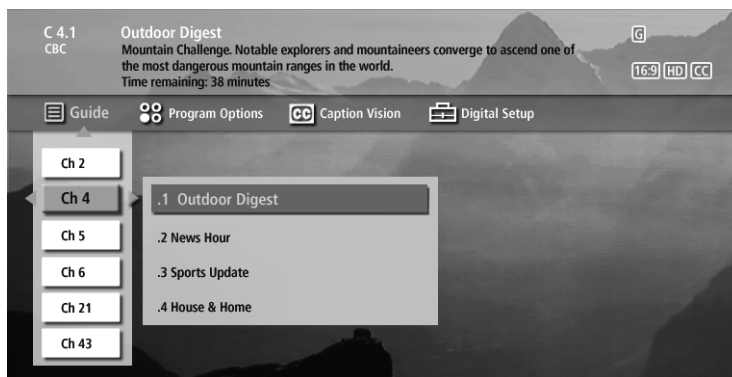 C 4.1 Outdoor Digest G
CBC Mountain Challenge. Notable explorers and mountaineers converge to ascend one of
the most dangerous mountain ranges in the world. 16:9 HD CC
Time remaining: 38 minutes
Guide Program Options CC Caption Vision Digital Setup
Ch 2
Ch 4 .1 Outdoor Digest
Ch 5 .2 News Hour
Ch 6 .3 Sports Update
Ch 21 .4 House & Home
Ch 43